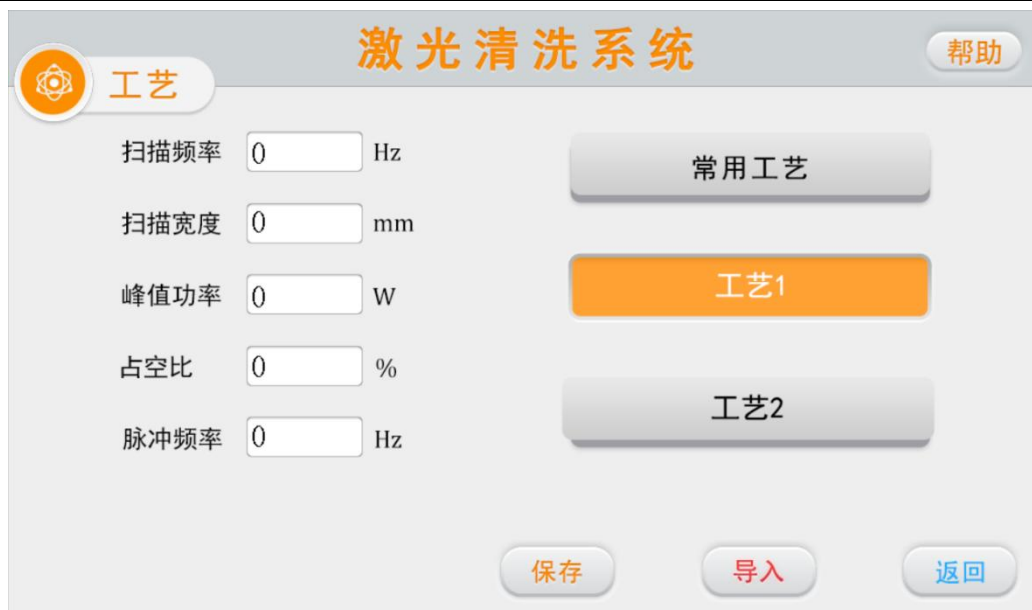 激光清洗系统
帮助
工艺
扫描频率 0 Hz
常用工艺
扫描宽度 0 mm
工艺1
峰值功率 0 W
占空比 0 %
工艺2
脉冲频率 0 Hz
保存 导入 返回